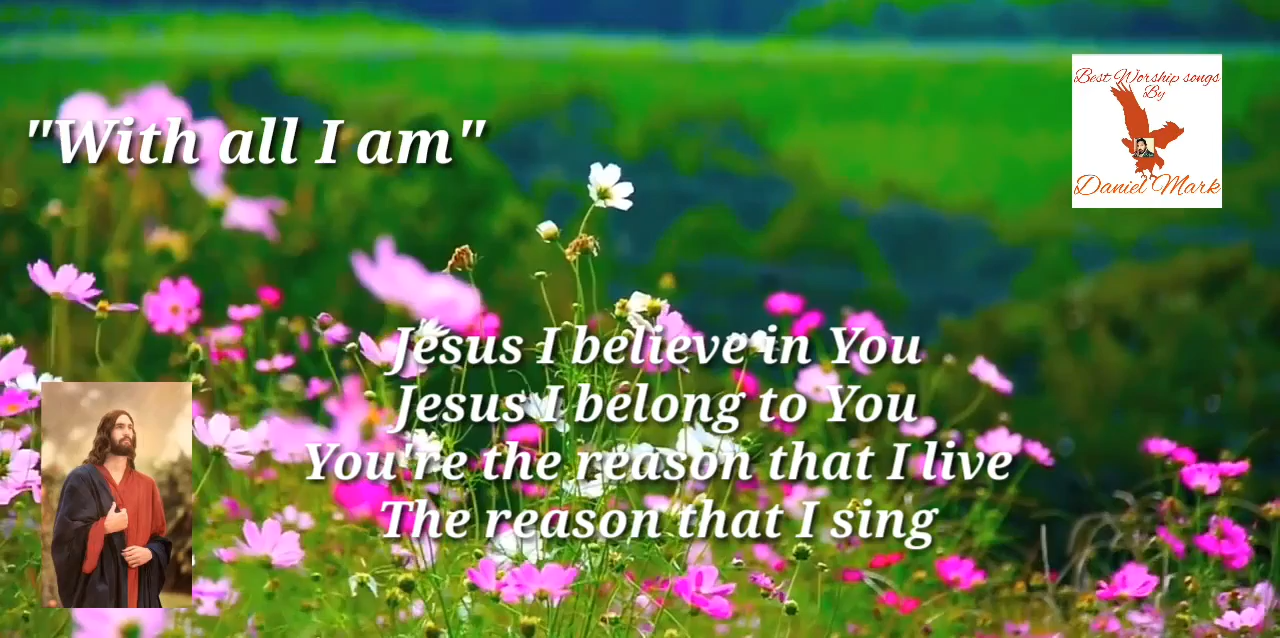 "With all I am"
Best Worship songs
By
Daniel Mark
Jesus I believe in You
Jesus I belong to You
You're the reason that I live
The reason that I sing